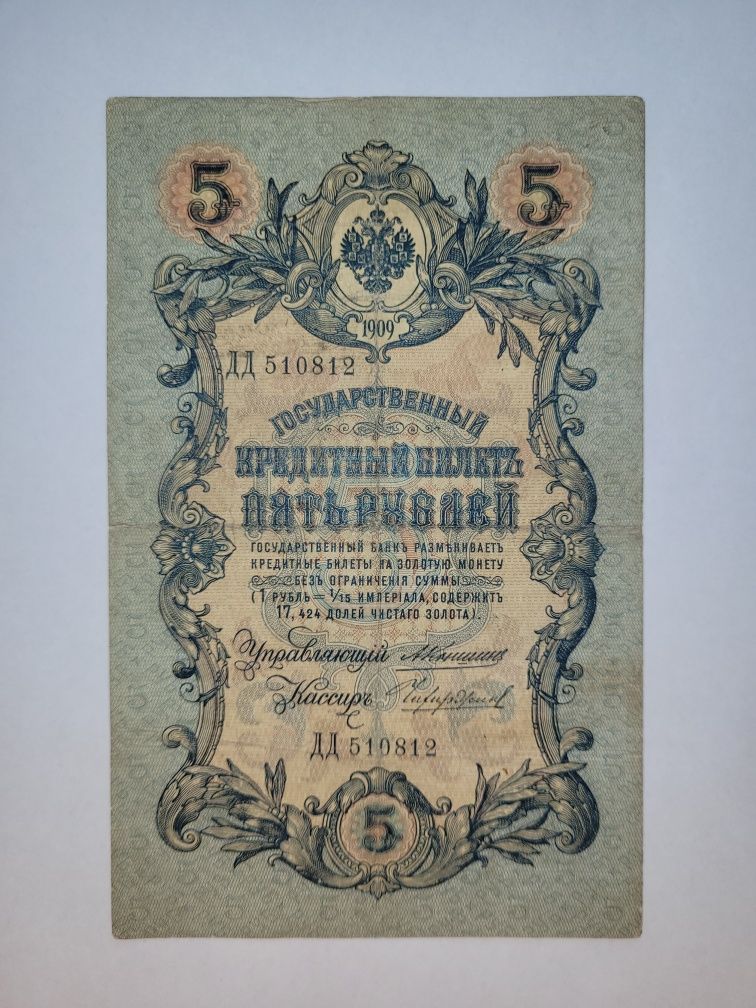 5 5
1909
ДД 510812
ГОСУДАРСТВЕННЫЙ
КРЕДИТНЫЙ БИЛЕТЪ
ПЯТЬ РУБЛЕЙ
ГОСУДАРСТВЕННЫЙ БАНКЪ РАЗМѢНИВАЕТЪ
КРЕДИТНЫЕ БИЛЕТЫ НА ЗОЛОТУЮ МОНЕТУ
БЕЗЪ ОГРАНИЧЕНІЯ СУММЫ
(1 РУБЛЬ = 1/15 ИМПЕРІАЛА, СОДЕРЖИТЪ
17,424 ДОЛЕЙ ЧИСТАГО ЗОЛОТА).
Управляющій
Кассиръ
ДД 510812
5